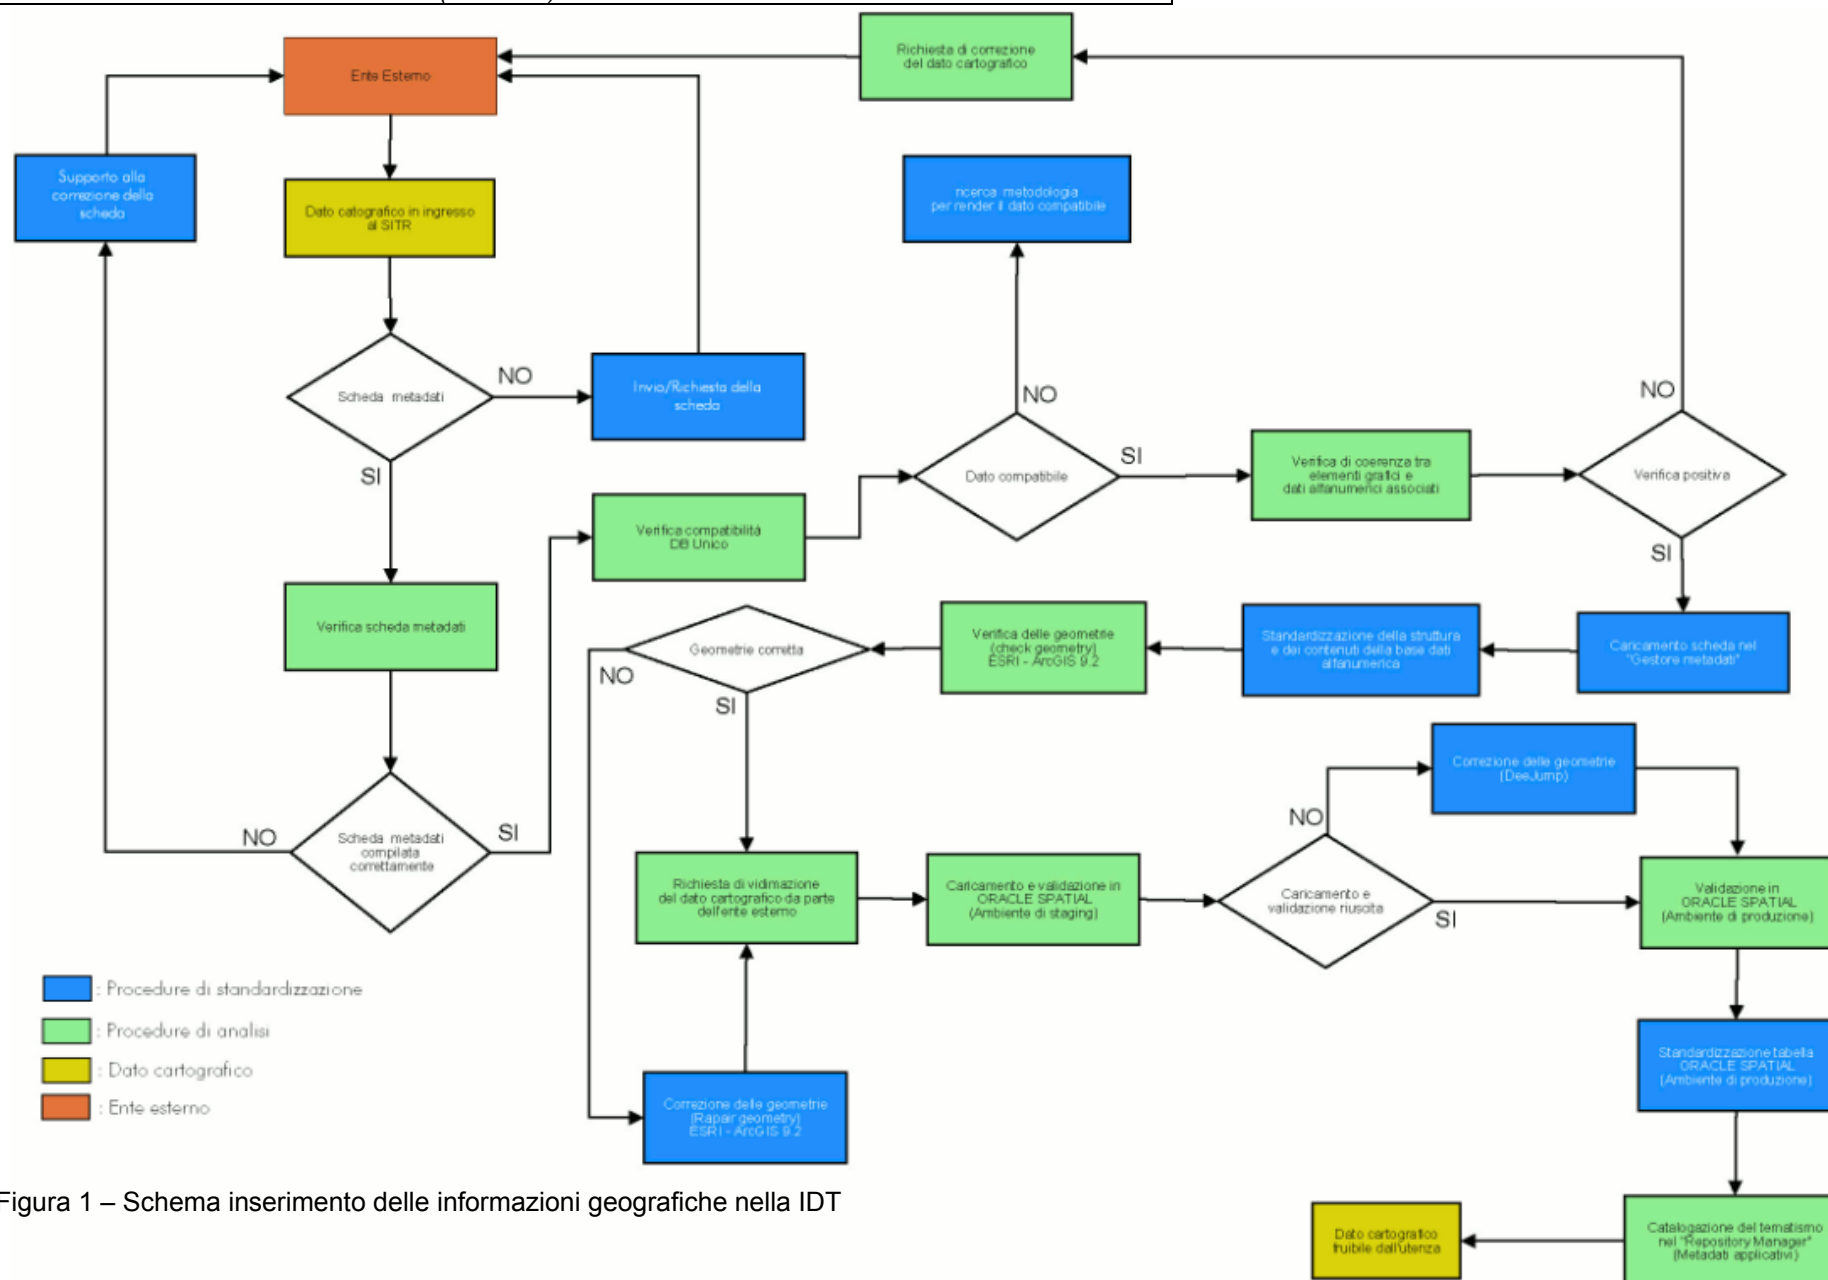 Richiesta di correzione
del dato cartografico
Ente Esterno
Supporto alla
correzione della
scheda
Dato catografico in ingresso
al SITR
ricerca metodologia
per render il dato compatibile
Scheda metadati
NO
Invio/Richiesta della
scheda
SI
NO
Dato compatibile
SI
Verifica di coerenza tra
elementi grafici e
dati alfanumerici associati
NO
Verifica positiva
SI
Verifica compatibilità
DB Unico
Verifica scheda metadati
Geometrie corretta
NO
SI
Verifica delle geometrie
(check geometry)
ESRI - ArcGIS 9.2
Standardizzazione della struttura
e dei contenuti della base dati
alfanumerica
Caricamento scheda nel
"Gestore metadati"
Correzione delle geometrie
(DeeJump)
NO
Scheda metadati
compilata
correttamente
SI
Richiesta di vidimazione
del dato cartografico da parte
dell'ente esterno
Caricamento e validazione in
ORACLE SPATIAL
(Ambiente di staging)
NO
Caricamento e
validazione riuscita
SI
Validazione in
ORACLE SPATIAL
(Ambiente di produzione)
: Procedure di standardizzazione
: Procedure di analisi
: Dato cartografico
: Ente esterno
Standardizzazione tabella
ORACLE SPATIAL
(Ambiente di produzione)
Correzione delle geometrie
(Rapair geometry)
ESRI - ArcGIS 9.2
Figura 1 – Schema inserimento delle informazioni geografiche nella IDT
Dato cartografico
fruibile dall'utenza
Catalogazione del tematismo
nel "Repository Manager"
(Metadati applicativi)